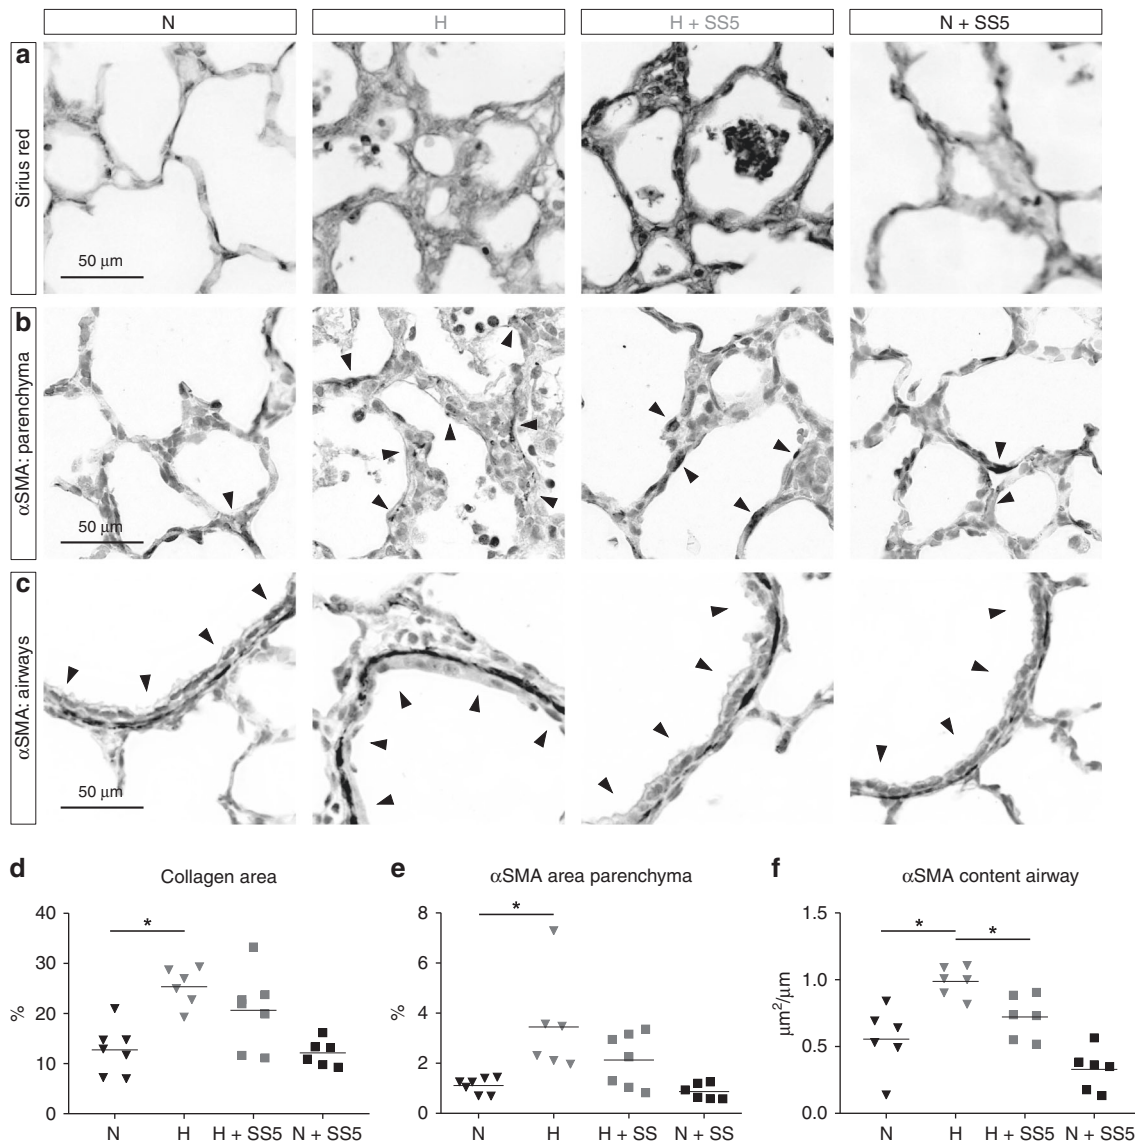 N H H + SS5 N + SS5
a
Sirius red
50 μm
b
αSMA: parenchyma
50 μm
c
αSMA: airways
50 μm
d
Collagen area
%
40
30
20
10
0
*
N H H + SS5 N + SS5
e
αSMA area parenchyma
%
8
6
4
2
0
*
N H H + SS N + SS
f
αSMA content airway
μm²/μm
1.5
1.0
0.5
0.0
* *
N H H + SS5 N + SS5